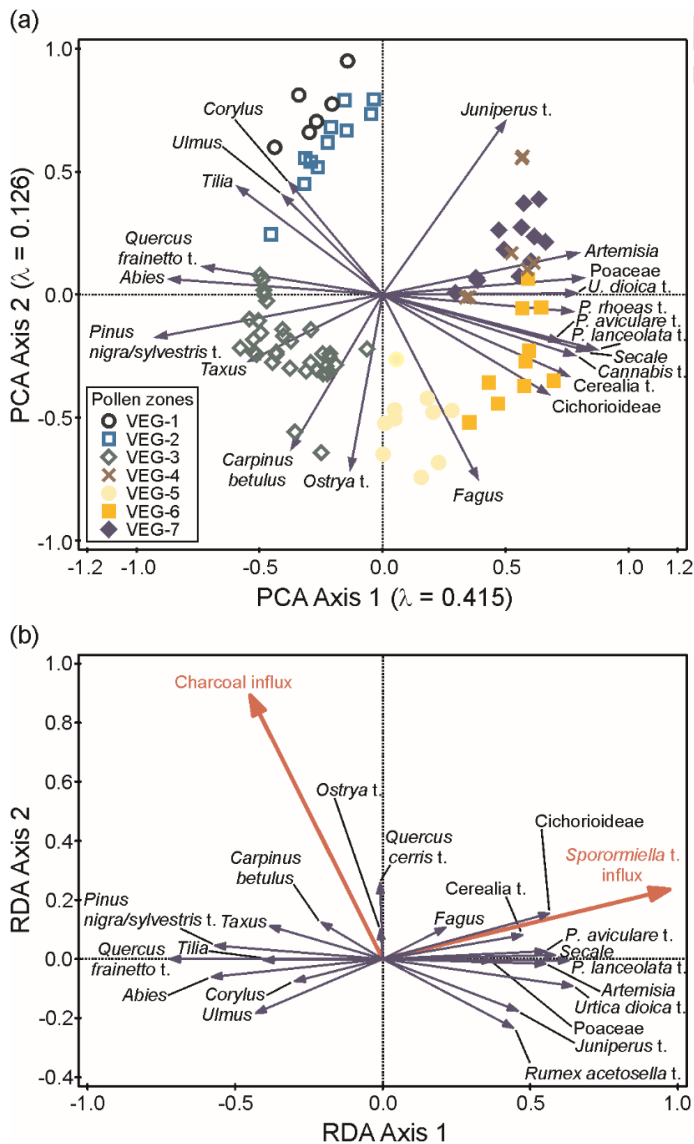 (a)
1.0
0.5
0.0
-0.5
-1.0
PCA Axis 2 (λ = 0.126)
Corylus
Ulmus
Tilia
Quercus
frainetto t.
Abies
Pinus
nigra/sylvestris t.
Taxus
Carpinus
betulus
Ostrya t.
Fagus
Juniperus t.
Artemisia
Poaceae
U. dioica t.
P. rhoeas t.
P. aviculare t.
P. lanceolata t.
Secale
Cannabis t.
Cerealia t.
Cichorioideae
Pollen zones
VEG-1
VEG-2
VEG-3
VEG-4
VEG-5
VEG-6
VEG-7
-1.2
-1.0
-0.5
0.0
0.5
1.0
1.2
PCA Axis 1 (λ = 0.415)
(b)
1.0
0.8
0.6
0.4
0.2
0.0
-0.2
-0.4
RDA Axis 2
Charcoal influx
Ostrya t.
Quercus
cerris t.
Carpinus
betulus
Pinus
nigra/sylvestris t.
Taxus
Quercus
frainetto t.
Tilia
Abies
Corylus
Ulmus
Cichorioideae
Sporormiella t.
influx
Cerealia t.
Fagus
P. aviculare t.
Secale
P. lanceolata t.
Artemisia
Urtica dioica t.
Poaceae
Juniperus t.
Rumex acetosella t.
-1.0
-0.5
0.0
0.5
1.0
RDA Axis 1